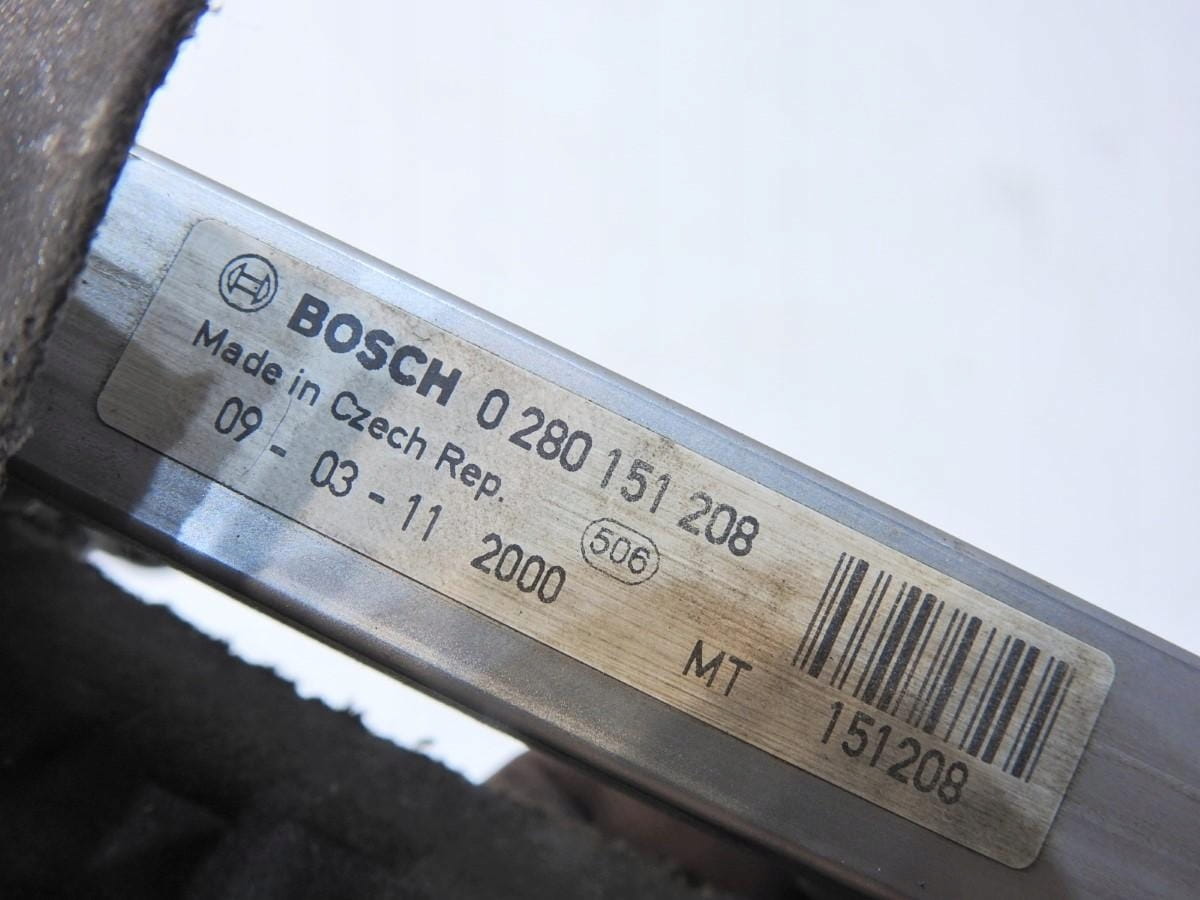 BOSCH 0 280 151 208
Made in Czech Rep.
506
09 - 03 - 11 2000
MT
151208